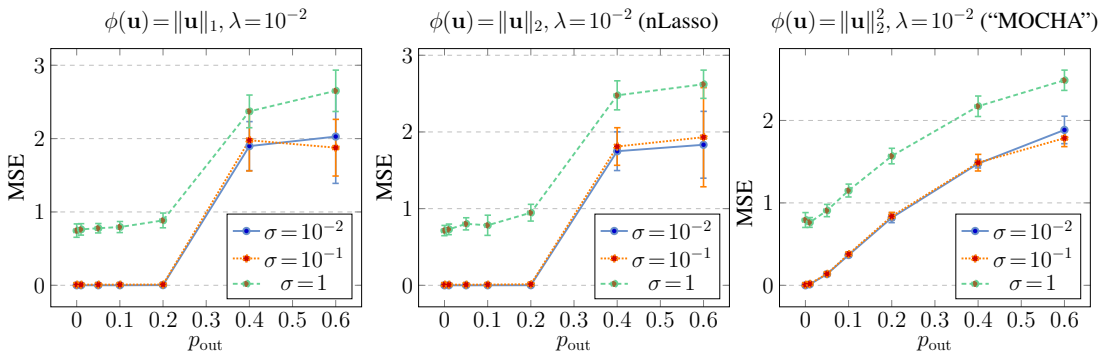 ϕ(u) = ‖u‖₁, λ = 10⁻²
3
2
1
0
MSE
0 0.1 0.2 0.3 0.4 0.5 0.6
p_out
σ = 10⁻²
σ = 10⁻¹
σ = 1
ϕ(u) = ‖u‖₂, λ = 10⁻² (nLasso)
3
2
1
0
MSE
0 0.1 0.2 0.3 0.4 0.5 0.6
p_out
σ = 10⁻²
σ = 10⁻¹
σ = 1
ϕ(u) = ‖u‖₂², λ = 10⁻² (“MOCHA”)
2
1
0
MSE
0 0.1 0.2 0.3 0.4 0.5 0.6
p_out
σ = 10⁻²
σ = 10⁻¹
σ = 1